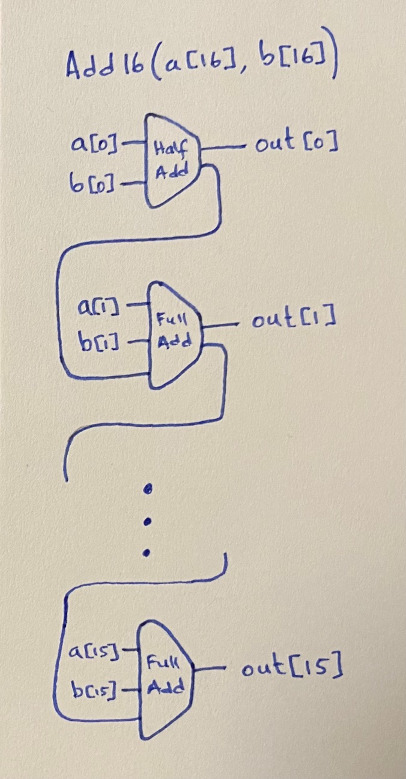 Add16(a[16], b[16])
a[0] Half out[0]
b[0] Add
a[1] Full out[1]
b[1] Add
a[15] Full out[15]
b[15] Add